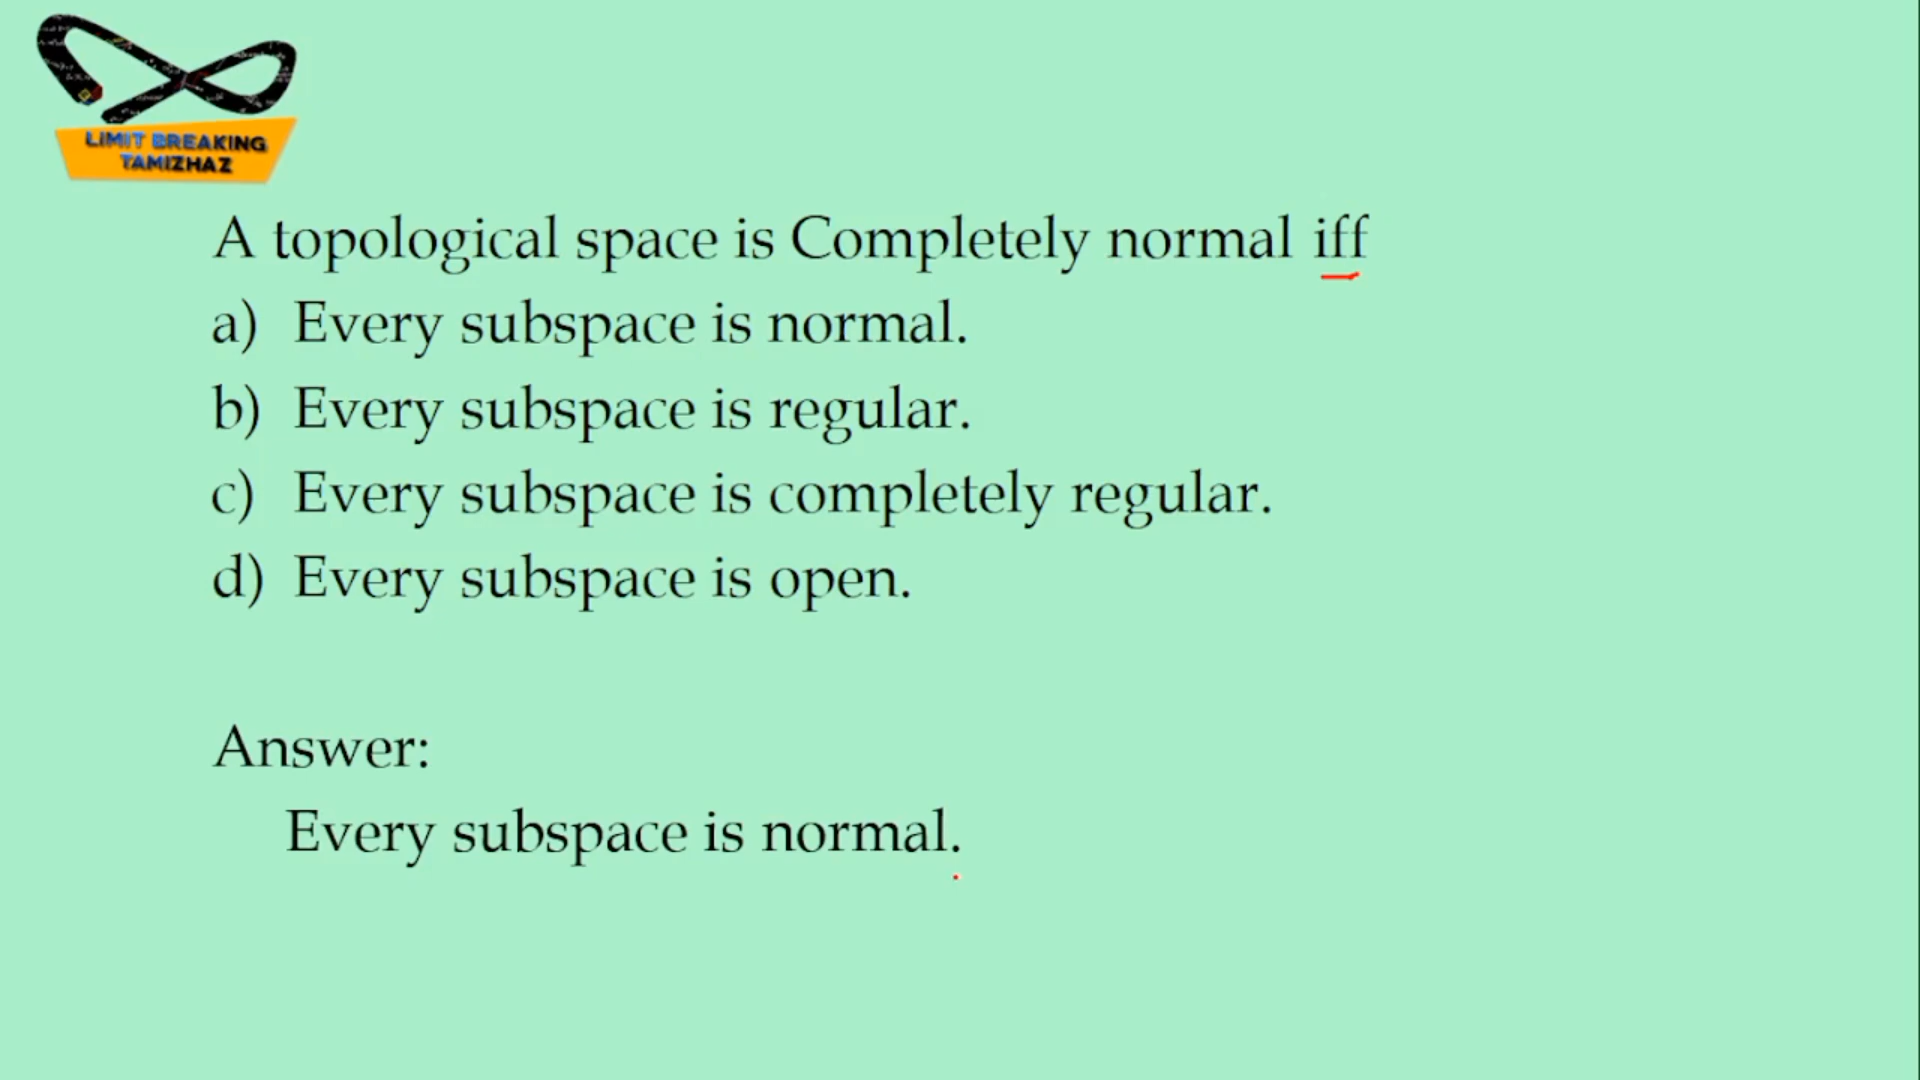 LIMIT BREAKING
TAMIZHAZ
A topological space is Completely normal iff
a) Every subspace is normal.
b) Every subspace is regular.
c) Every subspace is completely regular.
d) Every subspace is open.
Answer:
Every subspace is normal.